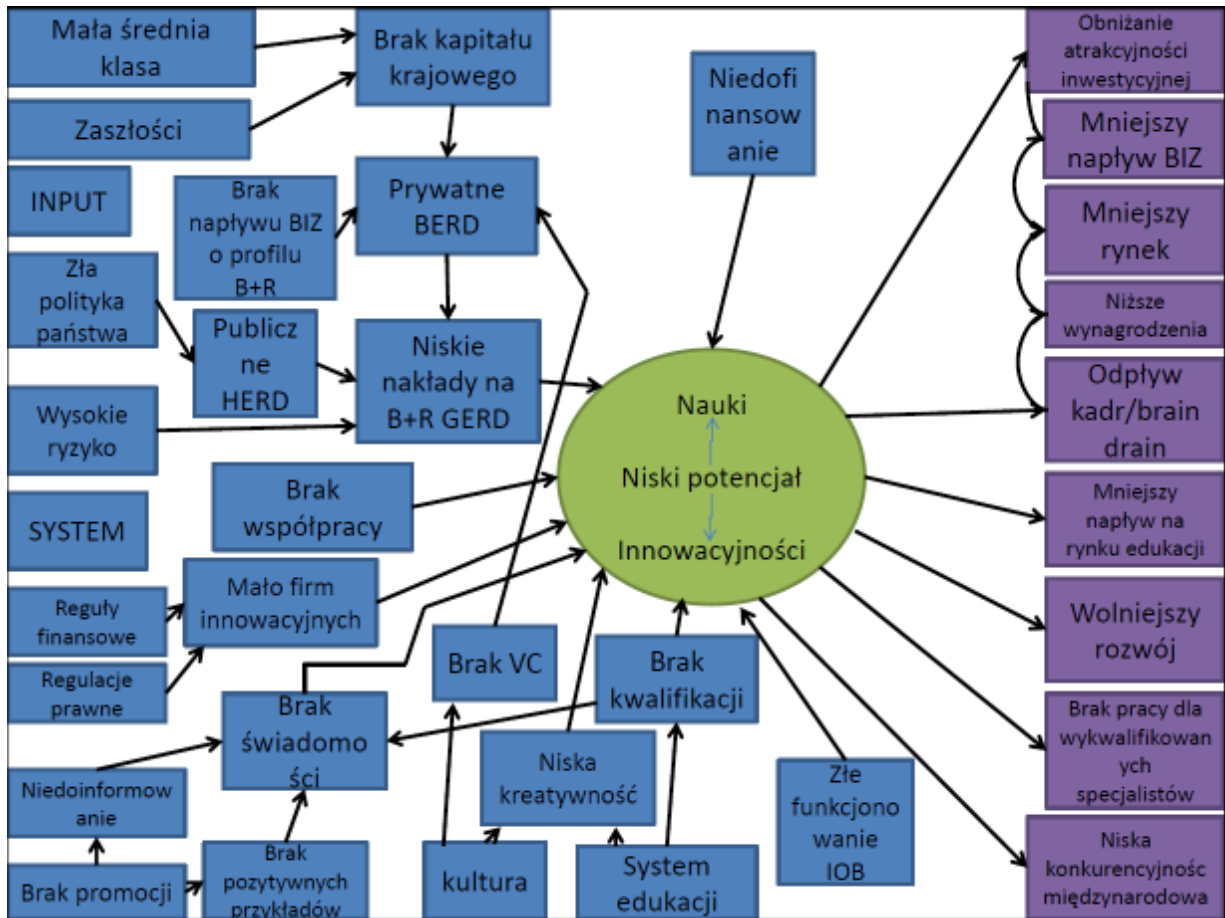 Mała średnia
klasa
Brak kapitału
krajowego
Zaszłości
INPUT
Brak
napływu BIZ
o profilu
B+R
Prywatne
BERD
Zła
polityka
państwa
Publicz
ne
HERD
Niskie
nakłady na
B+R GERD
Wysokie
ryzyko
Niedofi
nansow
anie
Nauki
Niski potencjał
Innowacyjności
Brak
współpracy
SYSTEM
Mało firm
innowacyjnych
Reguły
finansowe
Regulacje
prawne
Brak
świadomo
ści
Brak VC
Brak
kwalifikacji
Niedoinformow
anie
Niska
kreatywność
Złe
funkcjono
wanie
IOB
Brak promocji
Brak
pozytywnych
przykładów
kultura
System
edukacji
Obniżanie
atrakcyjności
inwestycyjnej
Mniejszy
napływ BIZ
Mniejszy
rynek
Niższe
wynagrodzenia
Odpływ
kadr/brain
drain
Mniejszy
napływ na
rynku edukacji
Wolniejszy
rozwój
Brak pracy dla
wykwalifikowan
ych
specjalistów
Niska
konkurencyjnośc
międzynarodowa